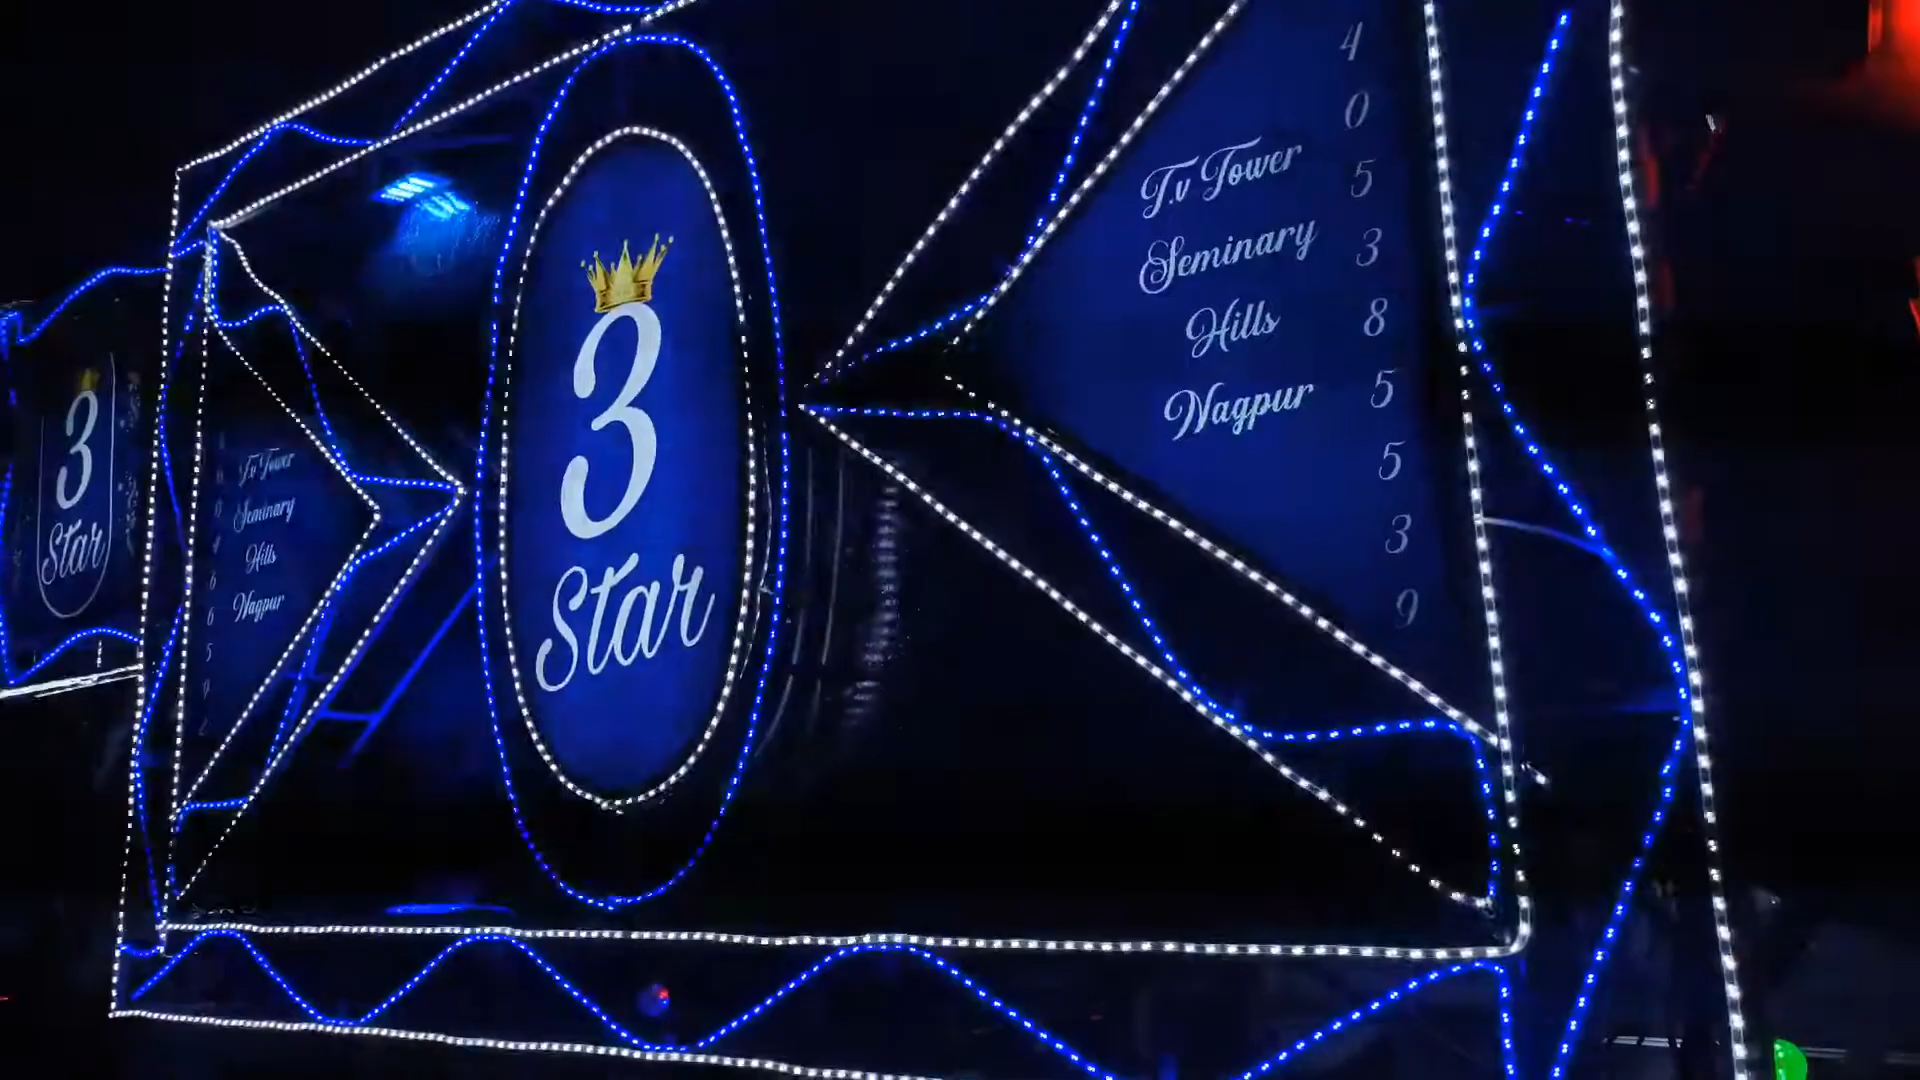 3
Star
T.v Tower
Seminary
Hills
Nagpur
4
0
5
3
8
5
5
3
9
3
Star
T.v Tower
Seminary
Hills
Nagpur